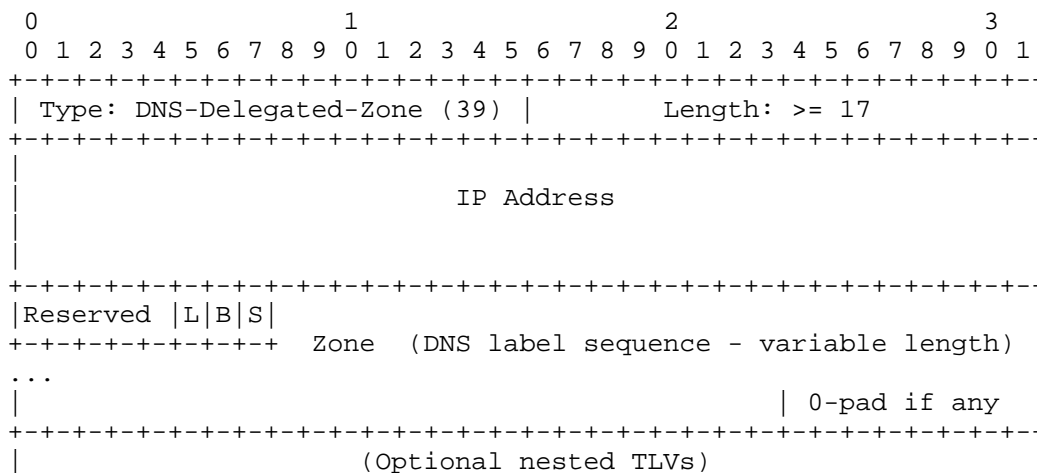 0                   1                   2                   3
 0 1 2 3 4 5 6 7 8 9 0 1 2 3 4 5 6 7 8 9 0 1 2 3 4 5 6 7 8 9 0 1
+-+-+-+-+-+-+-+-+-+-+-+-+-+-+-+-+-+-+-+-+-+-+-+-+-+-+-+-+-+-+-+--
| Type: DNS-Delegated-Zone (39) |        Length: >= 17
+-+-+-+-+-+-+-+-+-+-+-+-+-+-+-+-+-+-+-+-+-+-+-+-+-+-+-+-+-+-+-+--
|
|                           IP Address
|
|
+-+-+-+-+-+-+-+-+-+-+-+-+-+-+-+-+-+-+-+-+-+-+-+-+-+-+-+-+-+-+-+--
|Reserved |L|B|S|
+-+-+-+-+-+-+-+-+  Zone  (DNS label sequence - variable length)
...
|                                               | 0-pad if any
+-+-+-+-+-+-+-+-+-+-+-+-+-+-+-+-+-+-+-+-+-+-+-+-+-+-+-+-+-+-+-+--
|                     (Optional nested TLVs)